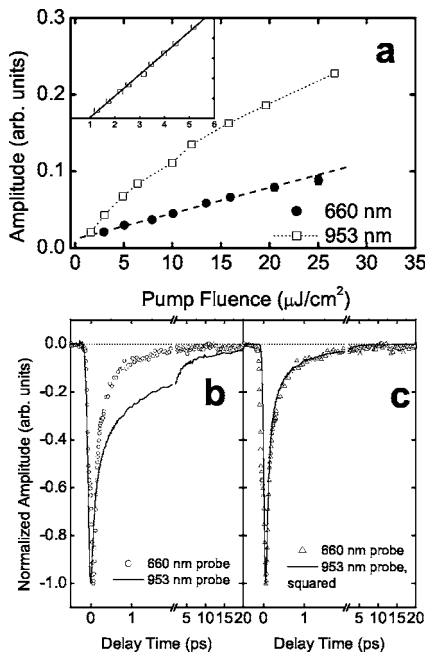 a
0.3
0.2
0.1
0.0
Amplitude (arb. units)
1 2 3 4 5 6
660 nm
953 nm
0 5 10 15 20 25 30 35
Pump Fluence (μJ/cm²)
0.0
-0.2
-0.4
-0.6
-0.8
-1.0
Normalized Amplitude (arb. units)
b
660 nm probe
953 nm probe
0 1 5 10 15 20
Delay Time (ps)
c
660 nm probe
953 nm probe,
squared
0 1 5 10 15 20
Delay Time (ps)